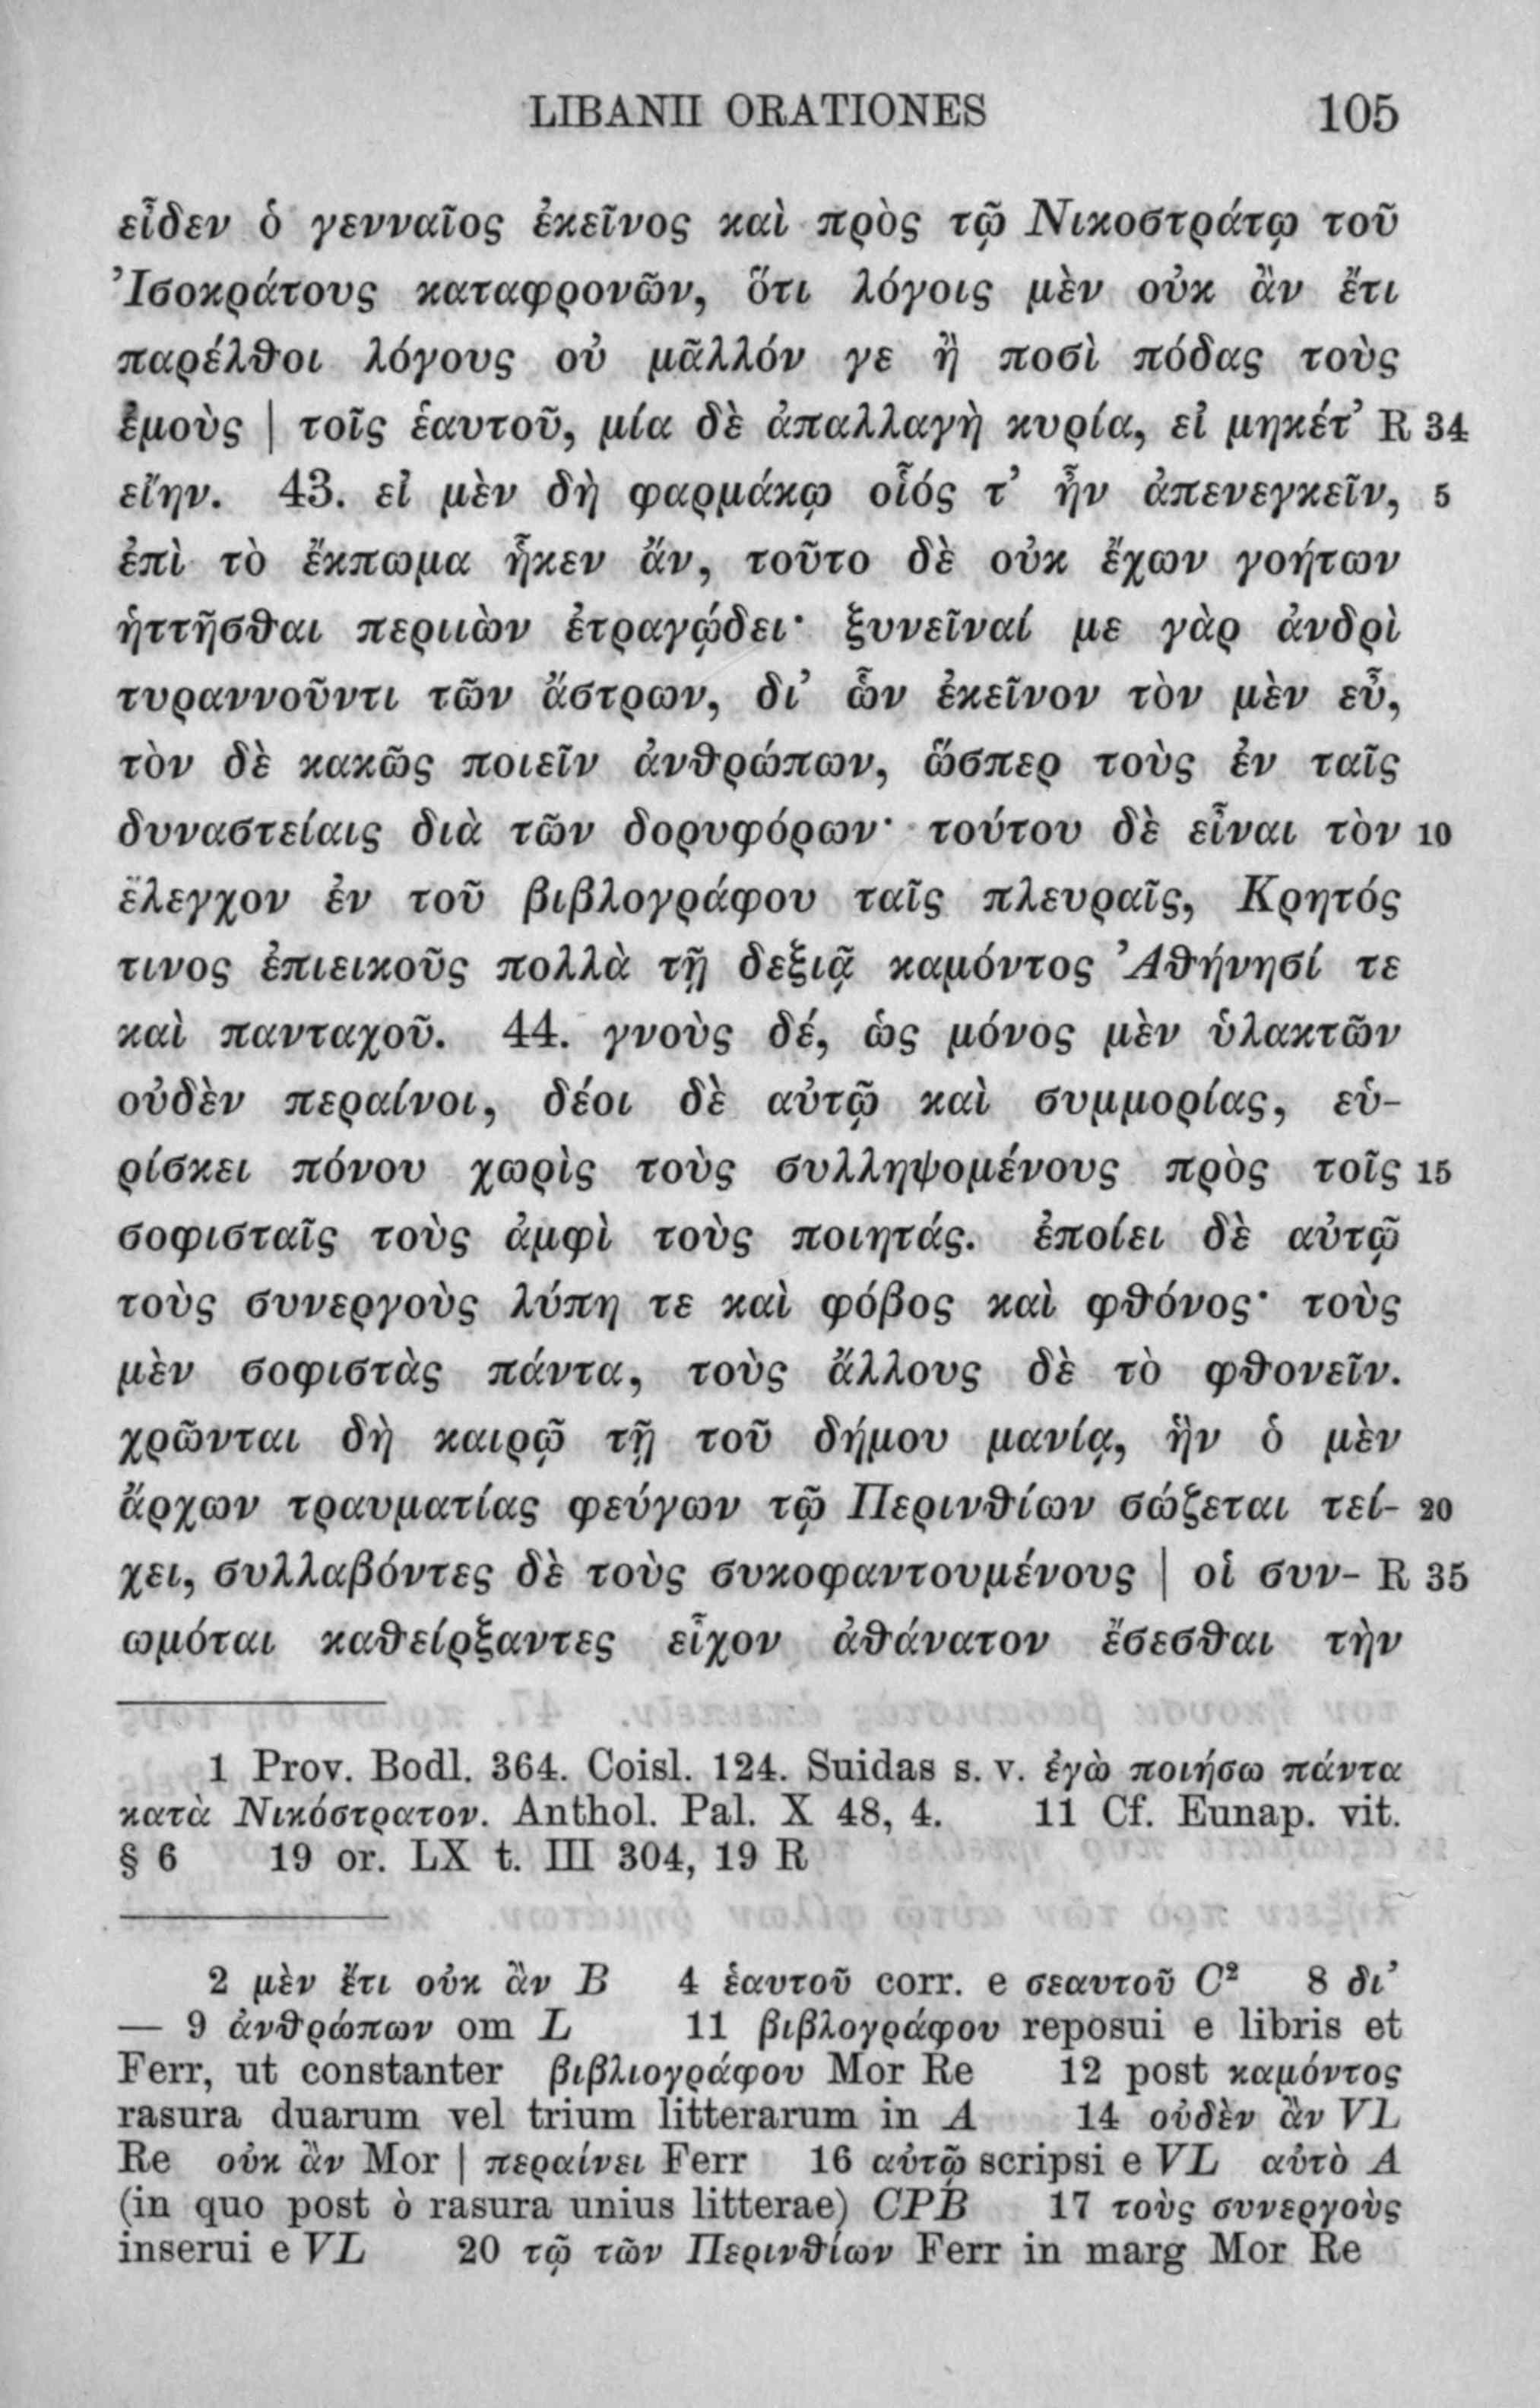 LIBANII ORATIONES 105
εἶδεν ὁ γενναῖος ἐκεῖνος καὶ πρὸς τῷ Νικοστράτῳ τοῦ
Ἰσοκράτους καταφρονῶν, ὅτι λόγοις μὲν οὐκ ἂν ἔτι
παρέλθοι λόγους οὐ μᾶλλόν γε ἢ ποσὶ πόδας τοὺς
ἐμοὺς | τοῖς ἑαυτοῦ, μία δὲ ἀπαλλαγὴ κυρία, εἰ μηκέτ’ R 34
εἴην. 43. εἰ μὲν δὴ φαρμάκῳ οἷός τ’ ἦν ἀπενεγκεῖν, 5
ἐπὶ τὸ ἔκπωμα ἧκεν ἄν, τοῦτο δὲ οὐκ ἔχων γοήτων
ἡττῆσθαι περιιὼν ἐτραγῴδει· ξυνεῖναί με γὰρ ἀνδρὶ
τυραννοῦντι τῶν ἄστρων, δι’ ὧν ἐκεῖνον τὸν μὲν εὖ,
τὸν δὲ κακῶς ποιεῖν ἀνθρώπων, ὥσπερ τοὺς ἐν ταῖς
δυναστείαις διὰ τῶν δορυφόρων· τούτου δὲ εἶναι τὸν 10
ἔλεγχον ἐν τοῦ βιβλογράφου ταῖς πλευραῖς, Κρητός
τινος ἐπιεικοῦς πολλὰ τῇ δεξιᾷ καμόντος Ἀθήνησί τε
καὶ πανταχοῦ. 44. γνοὺς δέ, ὡς μόνος μὲν ὑλακτῶν
οὐδὲν περαίνοι, δέοι δὲ αὐτῷ καὶ συμμορίας, εὑ-
ρίσκει πόνου χωρὶς τοὺς συλληψομένους πρὸς τοῖς 15
σοφισταῖς τοὺς ἀμφὶ τοὺς ποιητάς. ἐποίει δὲ αὐτῷ
τοὺς συνεργοὺς λύπη τε καὶ φόβος καὶ φθόνος· τοὺς
μὲν σοφιστὰς πάντα, τοὺς ἄλλους δὲ τὸ φθονεῖν.
χρῶνται δὴ καιρῷ τῇ τοῦ δήμου μανίᾳ, ἣν ὁ μὲν
ἄρχων τραυματίας φεύγων τῷ Περινθίων σώζεται τεί- 20
χει, συλλαβόντες δὲ τοὺς συκοφαντουμένους | οἱ συν- R 35
ωμόται καθείρξαντες εἶχον ἀθάνατον ἔσεσθαι τὴν
1 Prov. Bodl. 364. Coisl. 124. Suidas s. v. ἐγὼ ποιήσω πάντα
κατὰ Νικόστρατον. Anthol. Pal. X 48, 4. 11 Cf. Eunap. vit.
§ 6 19 or. LX t. III 304, 19 R
2 μὲν ἔτι οὐκ ἂν B 4 ἑαυτοῦ corr. e σεαυτοῦ C² 8 δι’
— 9 ἀνθρώπων om L 11 βιβλογράφου reposui e libris et
Ferr, ut constanter βιβλιογράφου Mor Re 12 post καμόντος
rasura duarum vel trium litterarum in A 14 οὐδὲν ἂν VL
Re οὐκ ἂν Mor | περαίνει Ferr 16 αὐτῷ scripsi e VL αὐτὸ A
(in quo post ὸ rasura unius litterae) CPB 17 τοὺς συνεργοὺς
inserui e VL 20 τῷ τῶν Περινθίων Ferr in marg Mor Re